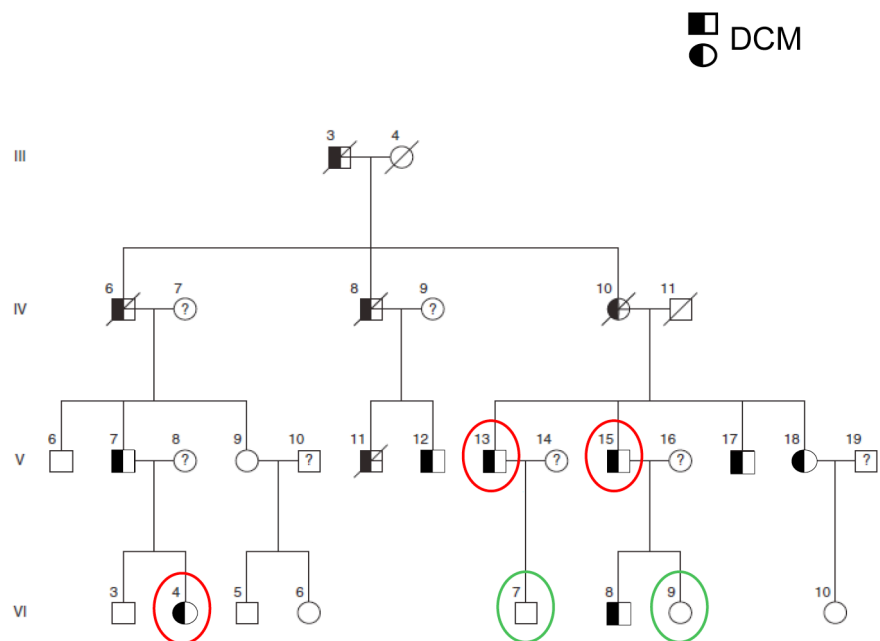 DCM
3 4
III
6 7 8 9 10 11
IV ? ?
6 7 8 9 10 11 12 13 14 15 16 17 18 19
V ? ? ? ? ?
3 4 5 6 7 8 9 10
VI